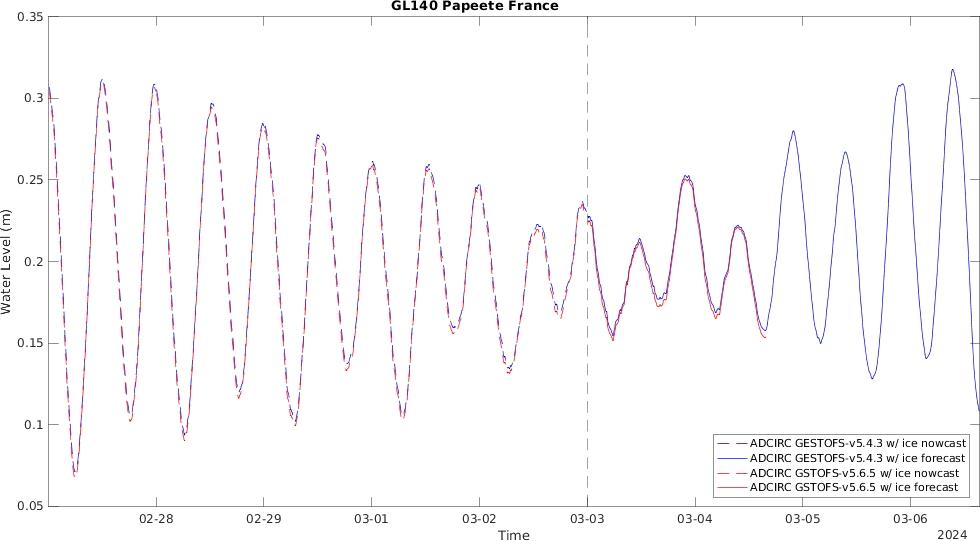 GL140 Papeete France
0.35
0.3
0.25
0.2
0.15
0.1
0.05
Water Level (m)
ADCIRC GESTOFS-v5.4.3 w/ ice nowcast
ADCIRC GESTOFS-v5.4.3 w/ ice forecast
ADCIRC GSTOFS-v5.6.5 w/ ice nowcast
ADCIRC GSTOFS-v5.6.5 w/ ice forecast
02-28 02-29 03-01 03-02 03-03 03-04 03-05 03-06
Time 2024